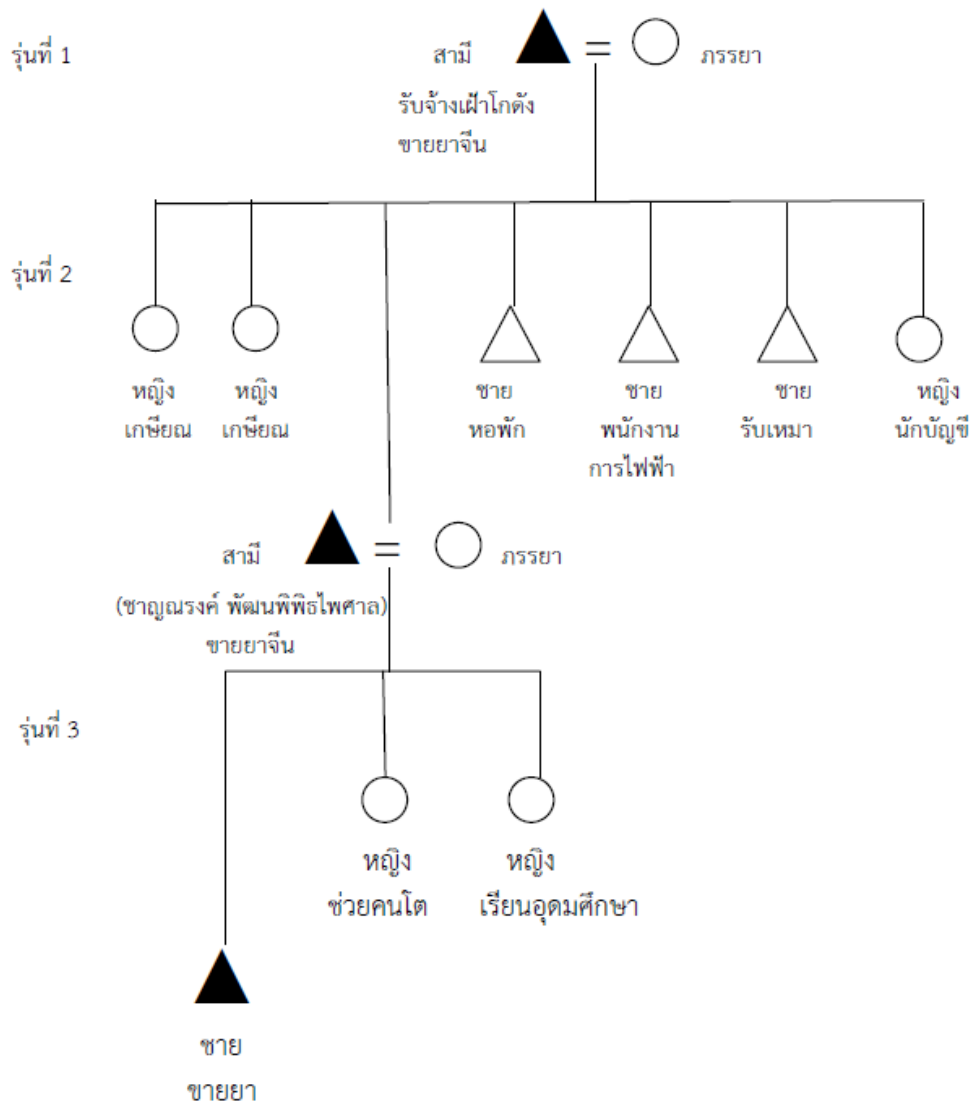 รุ่นที่ 1
สามี = ภรรยา
รับจ้างเฝ้าโกดัง
ขายยาจีน
รุ่นที่ 2
หญิง หญิง ชาย ชาย ชาย หญิง
เกษียณ เกษียณ หอพัก พนักงาน รับเหมา นักบัญชี
การไฟฟ้า
สามี = ภรรยา
(ชาญณรงค์ พัฒนพิพิธไพศาล)
ขายยาจีน
รุ่นที่ 3
หญิง หญิง
ช่วยคนโต เรียนอุดมศึกษา
ชาย
ขายยา